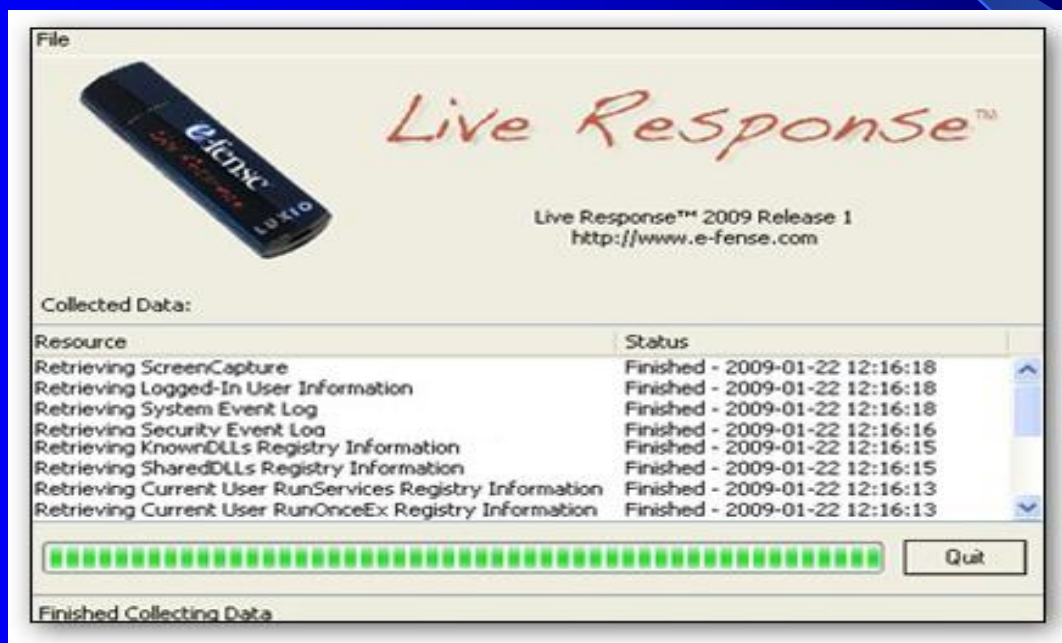 File
e-fense
Live Response
LUXIO
Live Response™
Live Response™ 2009 Release 1
http://www.e-fense.com
Collected Data:
Resource Status
Retrieving ScreenCapture Finished - 2009-01-22 12:16:18
Retrieving Logged-In User Information Finished - 2009-01-22 12:16:18
Retrieving System Event Log Finished - 2009-01-22 12:16:18
Retrieving Security Event Log Finished - 2009-01-22 12:16:16
Retrieving KnownDLLs Registry Information Finished - 2009-01-22 12:16:15
Retrieving SharedDLLs Registry Information Finished - 2009-01-22 12:16:15
Retrieving Current User RunServices Registry Information Finished - 2009-01-22 12:16:13
Retrieving Current User RunOnceEx Registry Information Finished - 2009-01-22 12:16:13
Quit
Finished Collecting Data